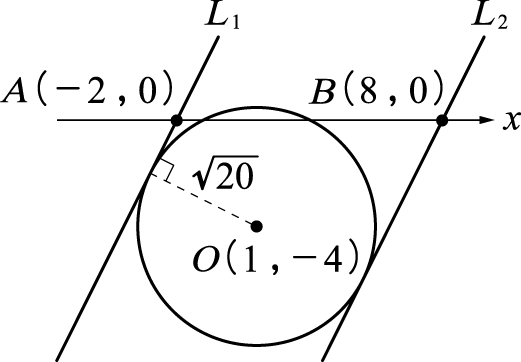 L₁ L₂
A(−2,0) B(8,0)
x
√20
O(1,−4)